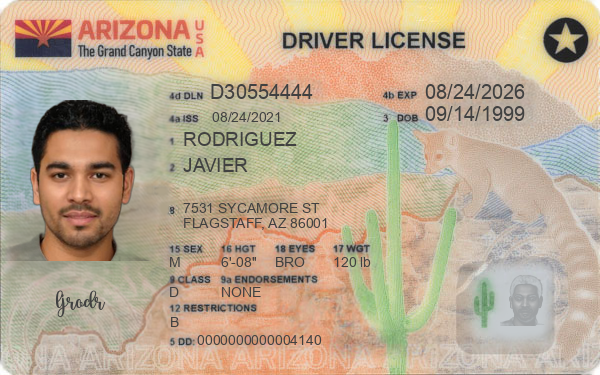 ARIZONA USA
The Grand Canyon State
DRIVER LICENSE
4d DLN D30554444
4b EXP 08/24/2026
4a ISS 08/24/2021
3 DOB 09/14/1999
1 RODRIGUEZ
2 JAVIER
8 7531 SYCAMORE ST
FLAGSTAFF, AZ 86001
15 SEX 16 HGT 18 EYES 17 WGT
M 6'-08" BRO 120 lb
9 CLASS 9a ENDORSEMENTS
D NONE
12 RESTRICTIONS
B
5 DD: 0000000000004140
Grodr
ARIZONA ARIZONA ARIZONA ARIZONA